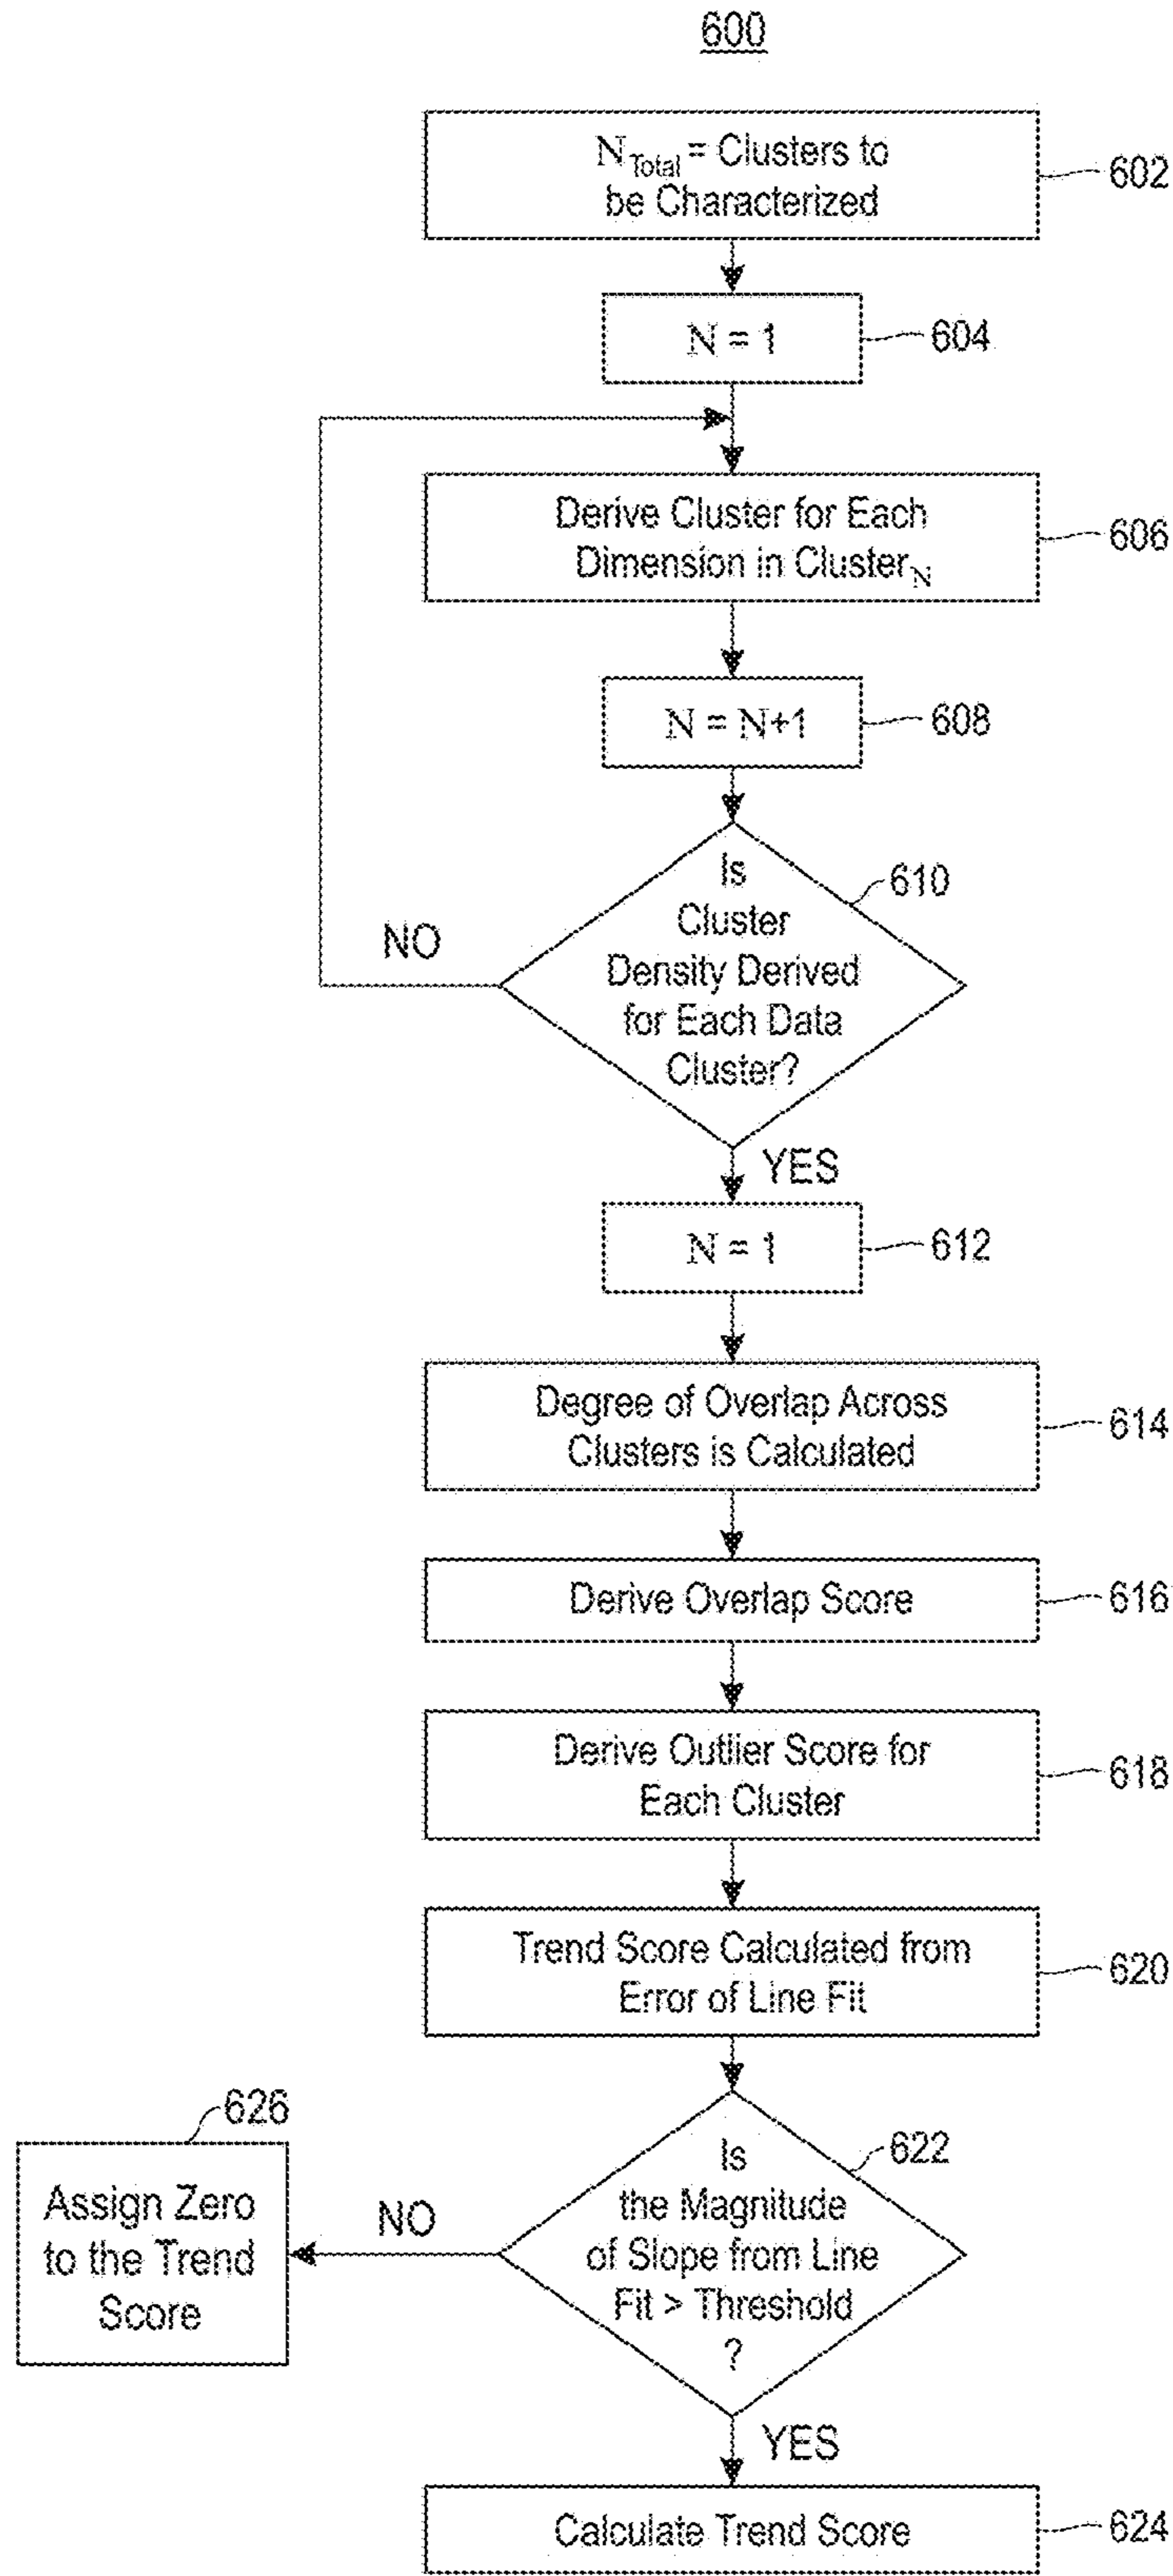 600
N_Total = Clusters to
be Characterized
602
N = 1
604
Derive Cluster for Each
Dimension in Cluster_N
606
N = N+1
608
Is
Cluster
Density Derived
for Each Data
Cluster?
610
NO
YES
N = 1
612
Degree of Overlap Across
Clusters is Calculated
614
Derive Overlap Score
616
Derive Outlier Score for
Each Cluster
618
Trend Score Calculated from
Error of Line Fit
620
Is
the Magnitude
of Slope from Line
Fit > Threshold
?
622
NO
626
Assign Zero
to the Trend
Score
YES
Calculate Trend Score
624